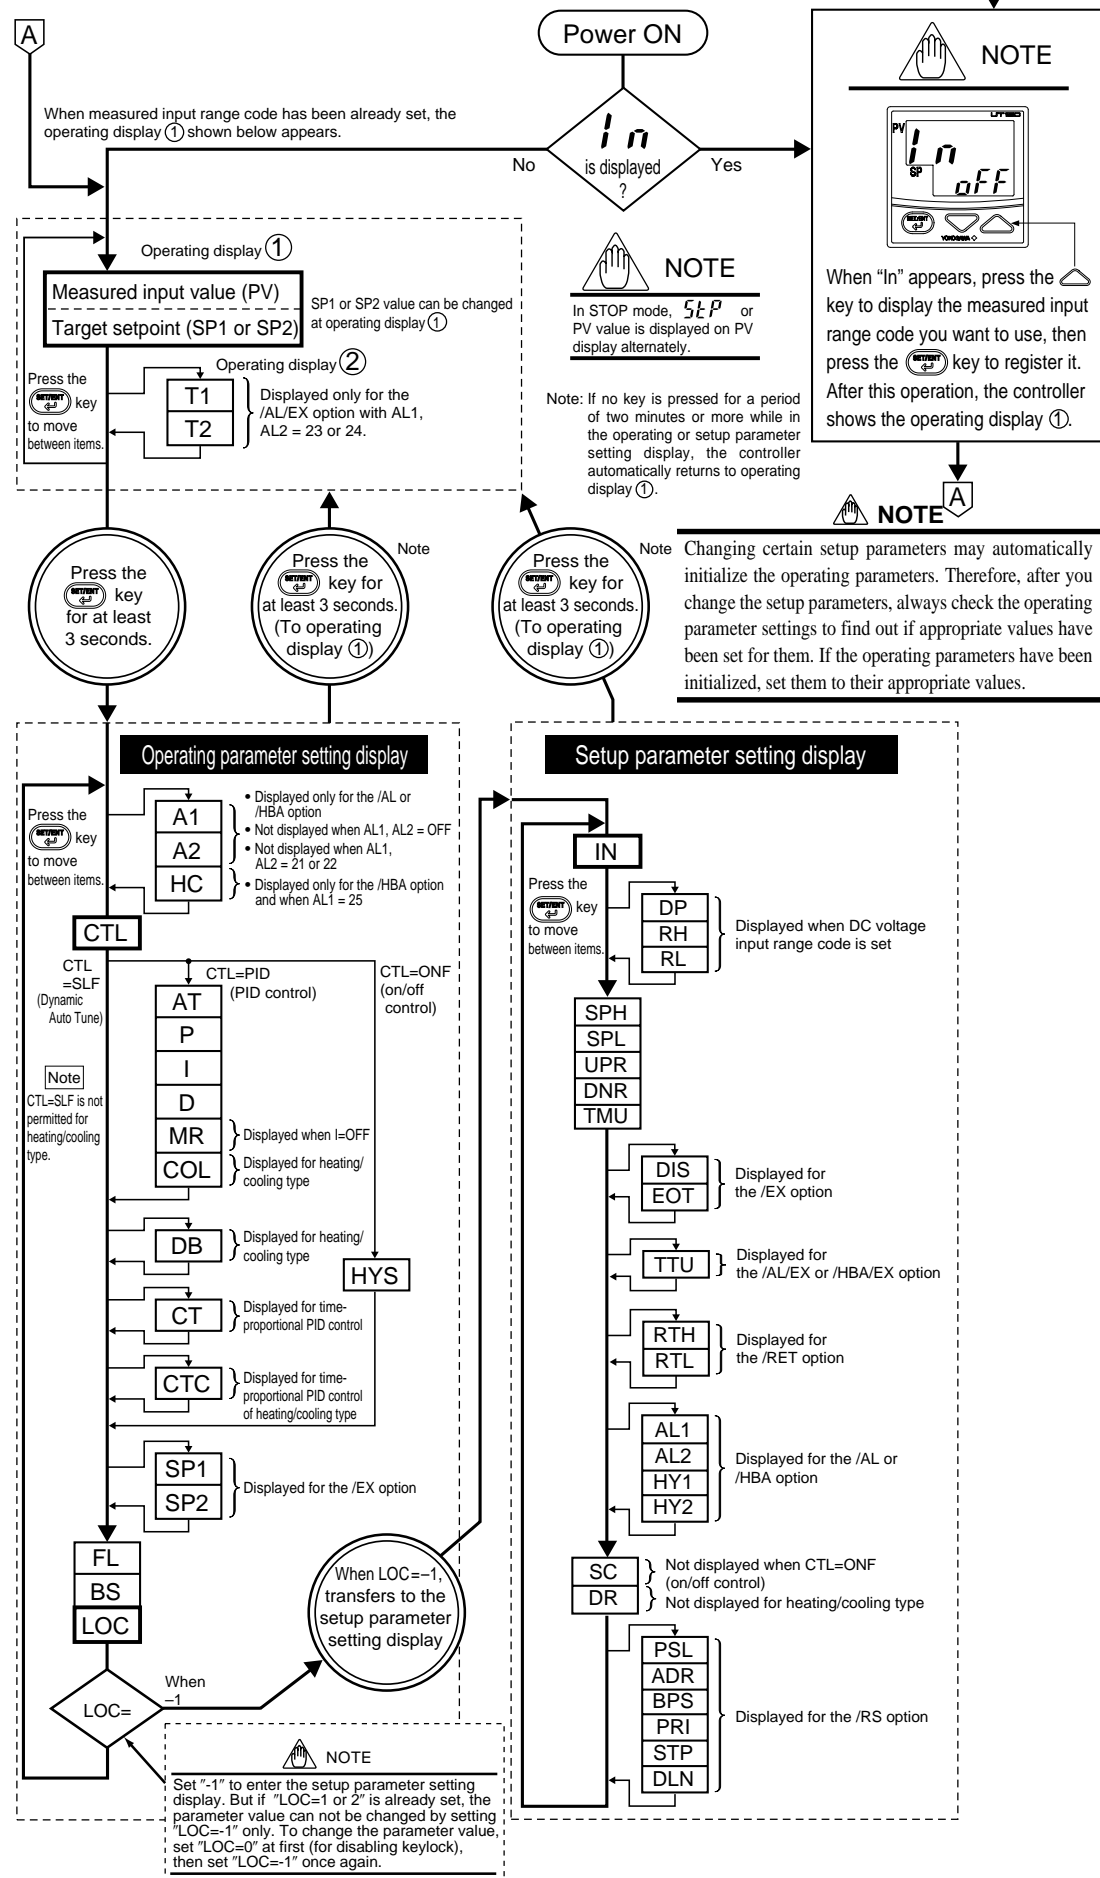 A
Power ON
When measured input range code has been already set, the
operating display ① shown below appears.
In
is displayed
?
No
Yes
NOTE
UT350
PV
In
SP
oFF
SET/ENT
YOKOGAWA
When “In” appears, press the
key to display the measured input
range code you want to use, then
press the SET/ENT key to register it.
After this operation, the controller
shows the operating display ①.
A
Operating display ①
Measured input value (PV)
Target setpoint (SP1 or SP2)
SP1 or SP2 value can be changed
at operating display ①
Operating display ②
Press the
SET/ENT key
to move
between items.
T1
T2
Displayed only for the
/AL/EX option with AL1,
AL2 = 23 or 24.
NOTE
In STOP mode, StP or
PV value is displayed on PV
display alternately.
Note: If no key is pressed for a period
of two minutes or more while in
the operating or setup parameter
setting display, the controller
automatically returns to operating
display ①.
NOTE
Changing certain setup parameters may automatically
initialize the operating parameters. Therefore, after you
change the setup parameters, always check the operating
parameter settings to find out if appropriate values have
been set for them. If the operating parameters have been
initialized, set them to their appropriate values.
Press the
SET/ENT key
for at least
3 seconds.
Note
Press the
SET/ENT key for
at least 3 seconds.
(To operating
display ①)
Note
Press the
SET/ENT key for
at least 3 seconds.
(To operating
display ①)
Operating parameter setting display
Press the
SET/ENT key
to move
between items.
A1
A2
HC
• Displayed only for the /AL or
/HBA option
• Not displayed when AL1, AL2 = OFF
• Not displayed when AL1,
AL2 = 21 or 22
• Displayed only for the /HBA option
and when AL1 = 25
CTL
CTL
=SLF
(Dynamic
Auto Tune)
CTL=PID
(PID control)
CTL=ONF
(on/off
control)
Note
CTL=SLF is not
permitted for
heating/cooling
type.
AT
P
I
D
MR
Displayed when I=OFF
COL
Displayed for heating/
cooling type
DB
Displayed for heating/
cooling type
HYS
CT
Displayed for time-
proportional PID control
CTC
Displayed for time-
proportional PID control
of heating/cooling type
SP1
SP2
Displayed for the /EX option
FL
BS
LOC
LOC=
When
–1
When LOC=–1,
transfers to the
setup parameter
setting display
NOTE
Set ″-1″ to enter the setup parameter setting
display. But if ″LOC=1 or 2″ is already set, the
parameter value can not be changed by setting
″LOC=-1″ only. To change the parameter value,
set ″LOC=0″ at first (for disabling keylock),
then set ″LOC=-1″ once again.
Setup parameter setting display
IN
Press the
SET/ENT key
to move
between items.
DP
RH
RL
Displayed when DC voltage
input range code is set
SPH
SPL
UPR
DNR
TMU
DIS
EOT
Displayed for
the /EX option
TTU
Displayed for
the /AL/EX or /HBA/EX option
RTH
RTL
Displayed for
the /RET option
AL1
AL2
HY1
HY2
Displayed for the /AL or
/HBA option
SC
Not displayed when CTL=ONF
(on/off control)
DR
Not displayed for heating/cooling type
PSL
ADR
BPS
PRI
STP
DLN
Displayed for the /RS option